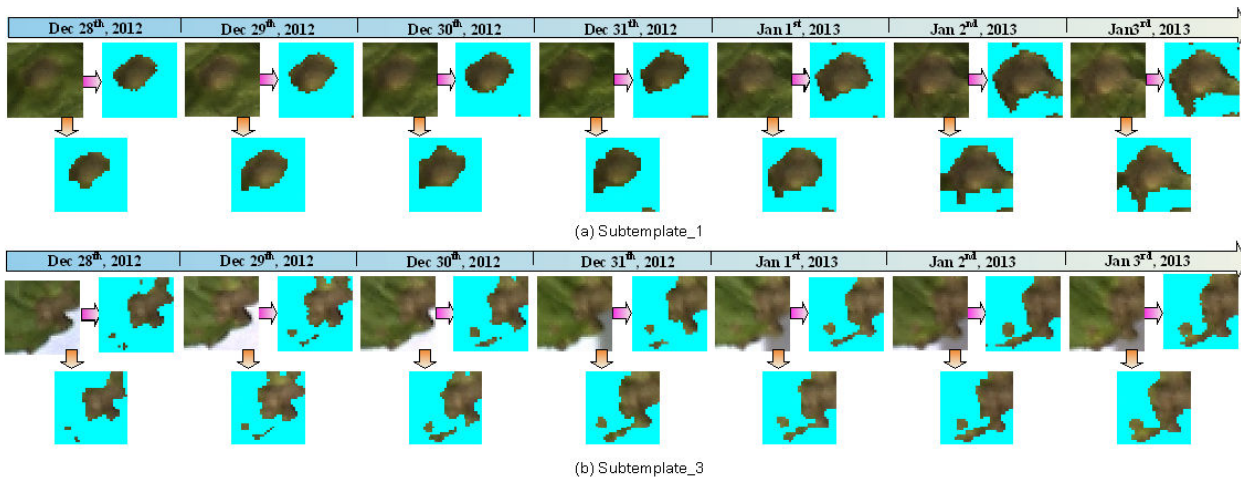 Dec 28th, 2012 Dec 29th, 2012 Dec 30th, 2012 Dec 31th, 2012 Jan 1st, 2013 Jan 2nd, 2013 Jan3rd, 2013
(a) Subtemplate_1
Dec 28th, 2012 Dec 29th, 2012 Dec 30th, 2012 Dec 31th, 2012 Jan 1st, 2013 Jan 2nd, 2013 Jan 3rd, 2013
(b) Subtemplate_3